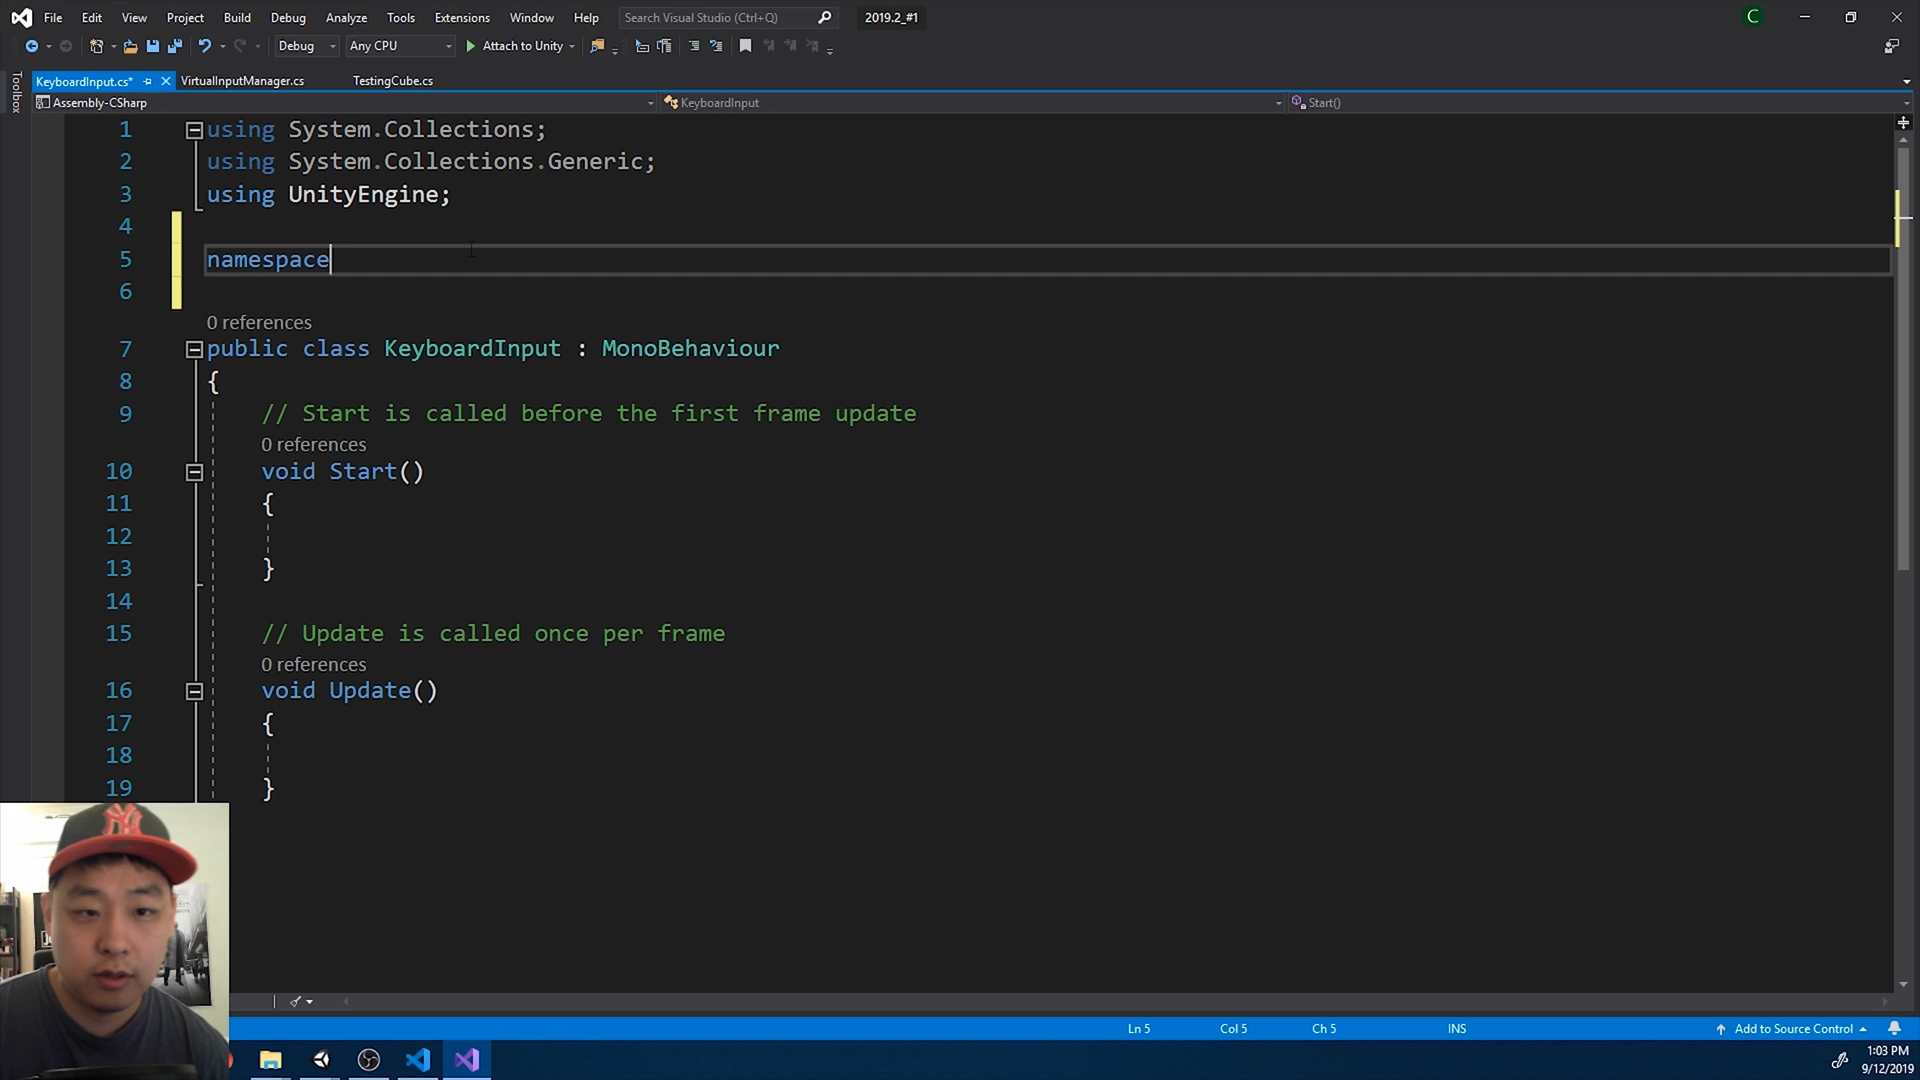 File Edit View Project Build Debug Analyze Tools Extensions Window Help Search Visual Studio (Ctrl+Q) 2019.2_#1 C
Debug Any CPU Attach to Unity
Toolbox
KeyboardInput.cs* VirtualInputManager.cs TestingCube.cs
Assembly-CSharp KeyboardInput Start()
1 using System.Collections;
2 using System.Collections.Generic;
3 using UnityEngine;
4
5 namespace
6
0 references
7 public class KeyboardInput : MonoBehaviour
8 {
9 // Start is called before the first frame update
0 references
10 void Start()
11 {
12
13 }
14
15 // Update is called once per frame
0 references
16 void Update()
17 {
18
19 }
Ln 5 Col 5 Ch 5 INS Add to Source Control
1:03 PM
9/12/2019